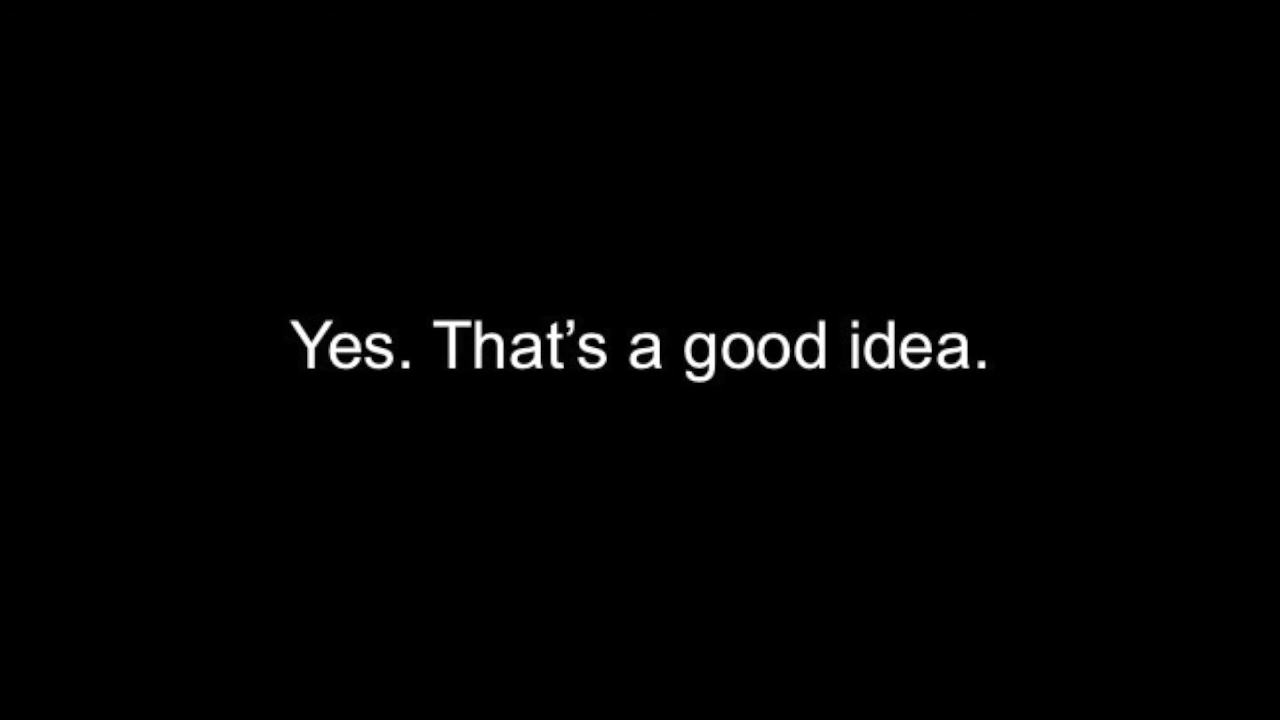 Yes. That’s a good idea.